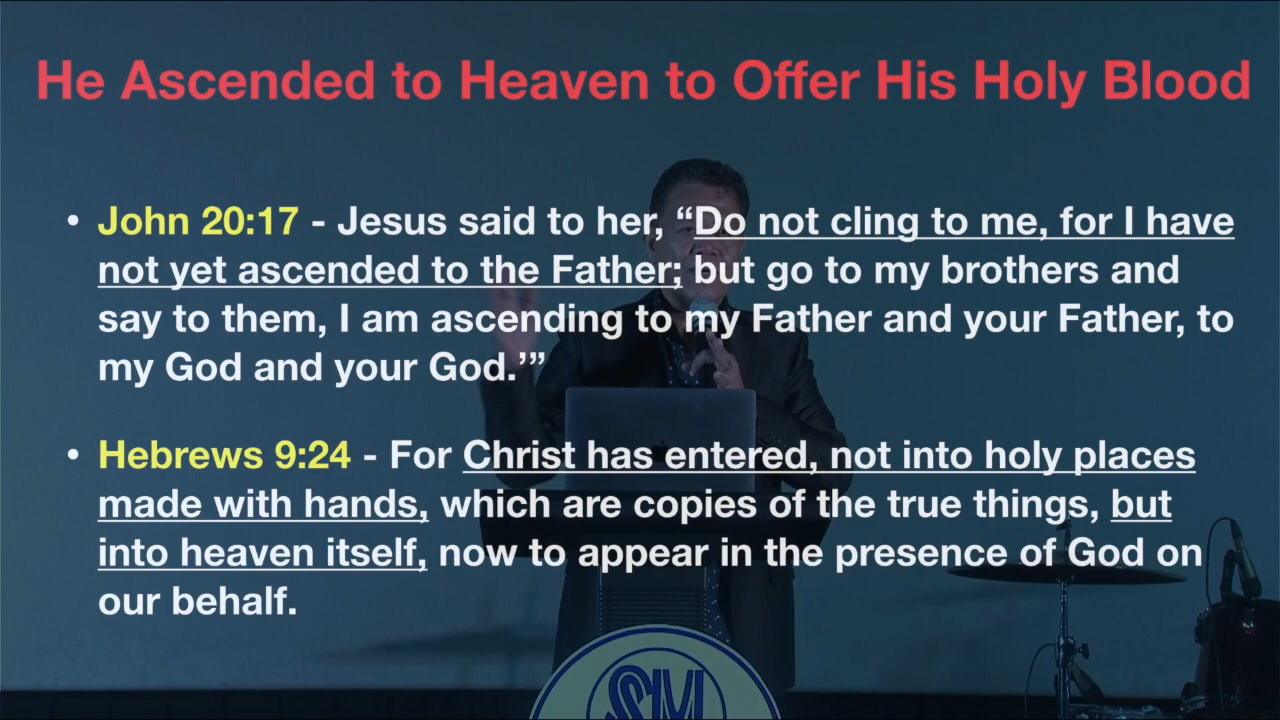 He Ascended to Heaven to Offer His Holy Blood
• John 20:17 - Jesus said to her, “Do not cling to me, for I have
not yet ascended to the Father; but go to my brothers and
say to them, I am ascending to my Father and your Father, to
my God and your God.’”
• Hebrews 9:24 - For Christ has entered, not into holy places
made with hands, which are copies of the true things, but
into heaven itself, now to appear in the presence of God on
our behalf.